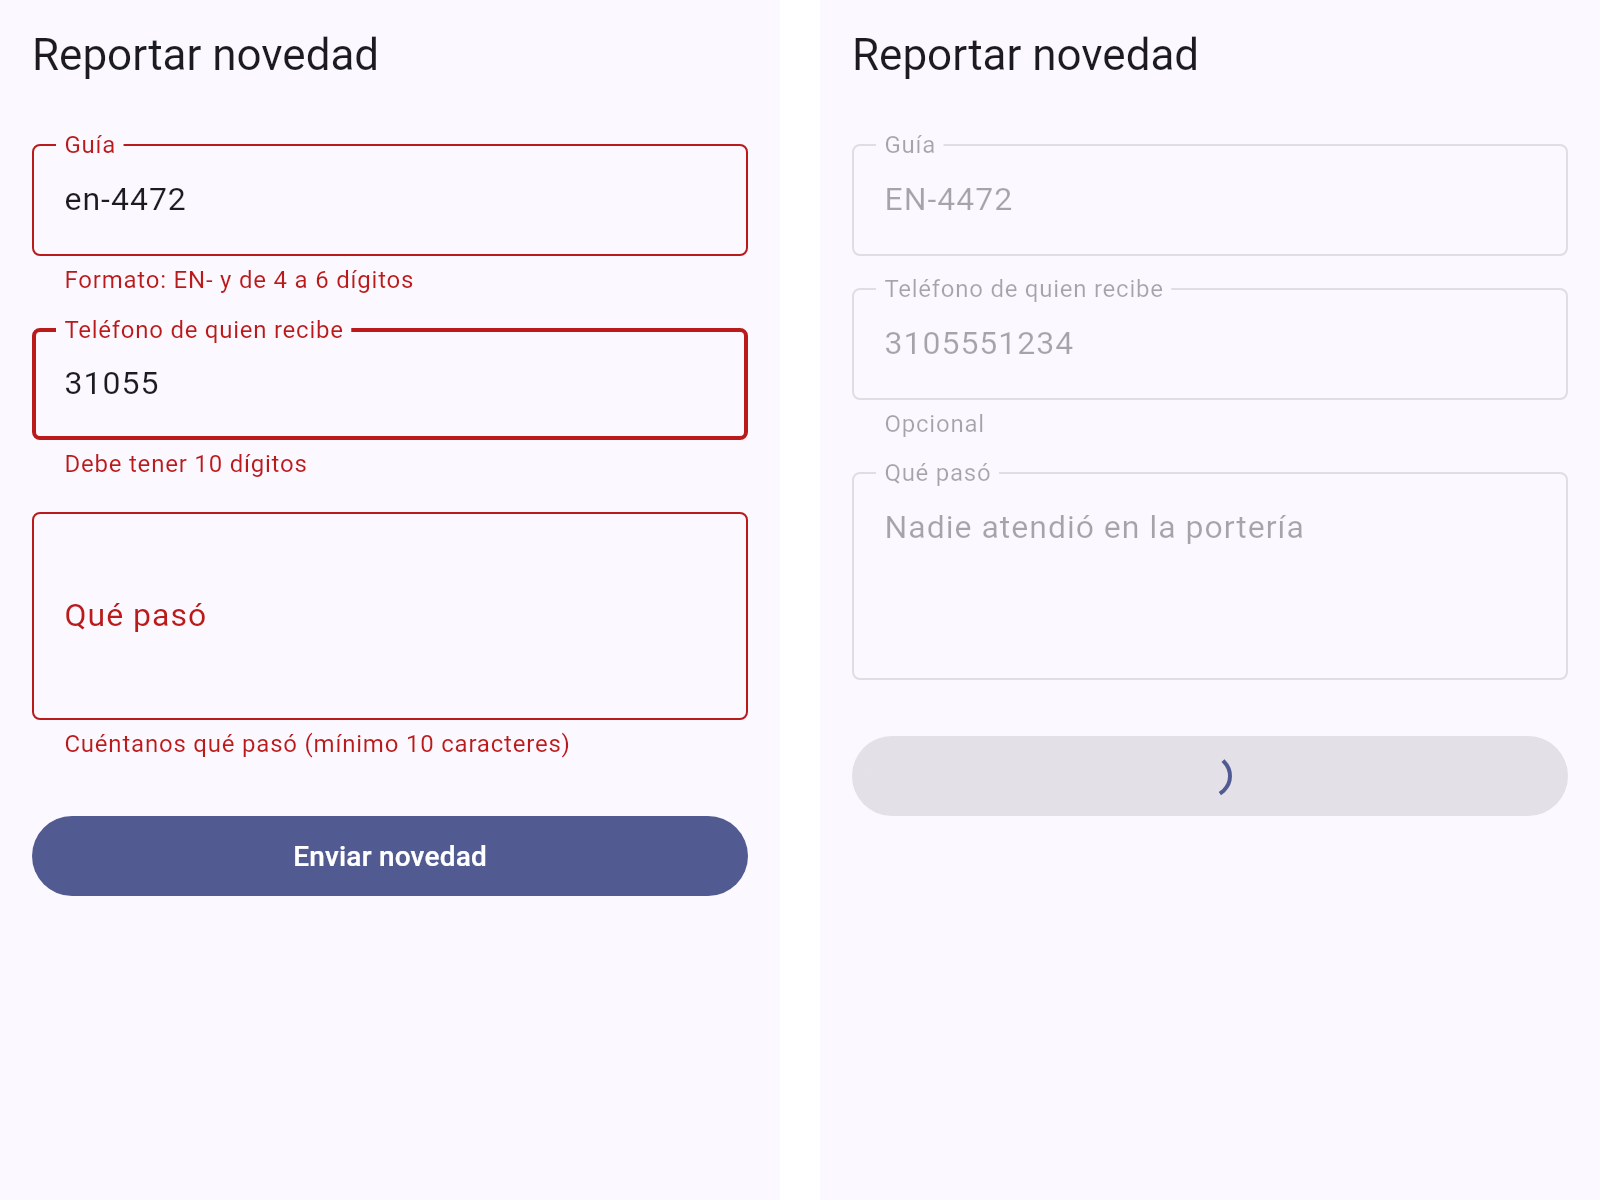 Reportar novedad
Guía
en-4472
Formato: EN- y de 4 a 6 dígitos
Teléfono de quien recibe
31055
Debe tener 10 dígitos
Qué pasó
Cuéntanos qué pasó (mínimo 10 caracteres)
Enviar novedad
Reportar novedad
Guía
EN-4472
Teléfono de quien recibe
3105551234
Opcional
Qué pasó
Nadie atendió en la portería